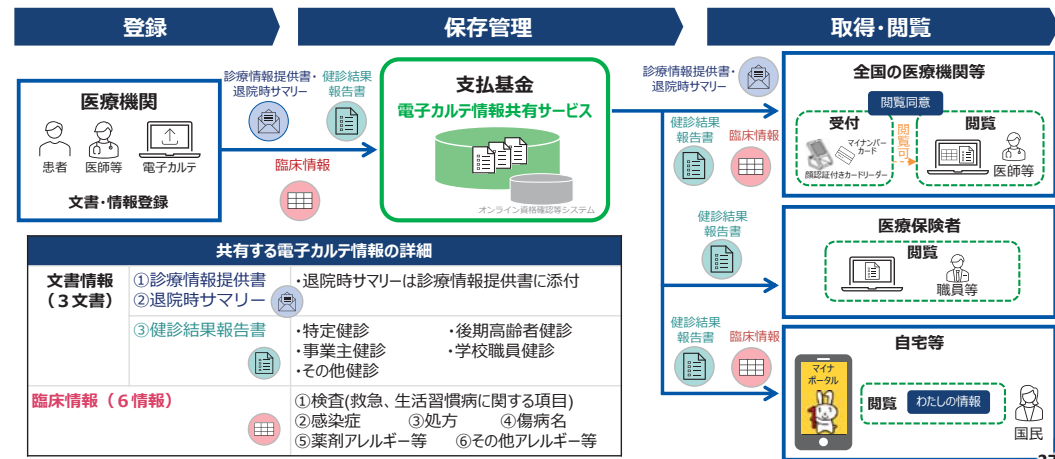 登録
保存管理
取得・閲覧
医療機関
患者
医師等
電子カルテ
文書・情報登録
診療情報提供書・
退院時サマリー
健診結果
報告書
臨床情報
支払基金
電子カルテ情報共有サービス
オンライン資格確認等システム
診療情報提供書・
退院時サマリー
健診結果
報告書
臨床情報
全国の医療機関等
閲覧同意
受付
マイナンバー
カード
顔認証付きカードリーダー
閲覧可
閲覧
医師等
健診結果
報告書
医療保険者
閲覧
職員等
健診結果
報告書
臨床情報
自宅等
マイナ
ポータル
閲覧
わたしの情報
国民
共有する電子カルテ情報の詳細
文書情報
(3文書)
①診療情報提供書
②退院時サマリー
・退院時サマリーは診療情報提供書に添付
③健診結果報告書
・特定健診 ・後期高齢者健診
・事業主健診 ・学校職員健診
・その他健診
臨床情報(6情報)
①検査(救急、生活習慣病に関する項目)
②感染症 ③処方 ④傷病名
⑤薬剤アレルギー等 ⑥その他アレルギー等